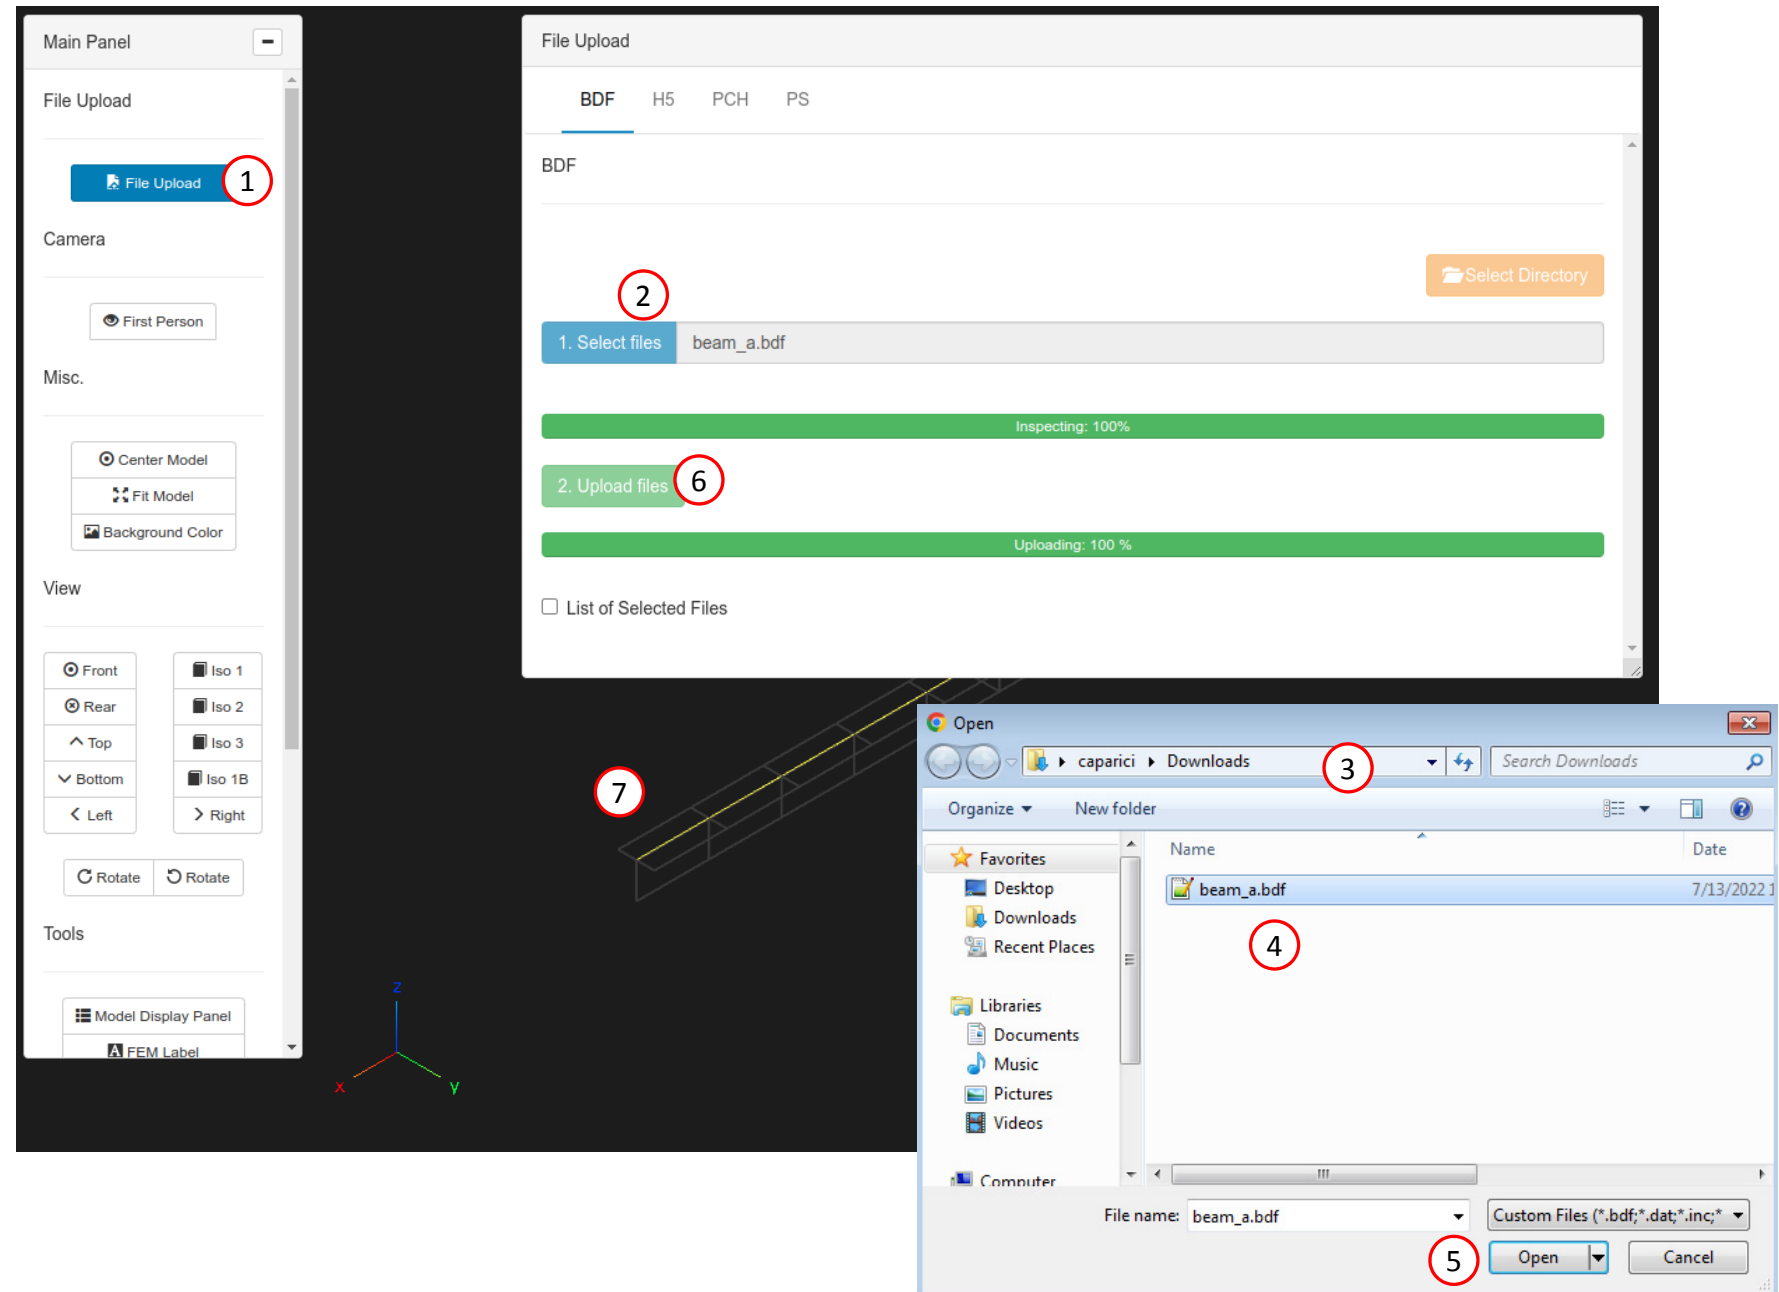 Main Panel
File Upload
File Upload
1
Camera
First Person
Misc.
Center Model
Fit Model
Background Color
View
Front
Iso 1
Rear
Iso 2
Top
Iso 3
Bottom
Iso 1B
Left
Right
Rotate
Rotate
Tools
Model Display Panel
FEM Label
File Upload
BDF H5 PCH PS
BDF
Select Directory
2
1. Select files beam_a.bdf
Inspecting: 100%
2. Upload files 6
Uploading: 100 %
List of Selected Files
7
z
x y
Open
caparici Downloads 3 Search Downloads
Organize New folder
Favorites
Desktop
Downloads
Recent Places
Libraries
Documents
Music
Pictures
Videos
Computer
Name Date
beam_a.bdf 7/13/2022 1
4
File name: beam_a.bdf Custom Files (*.bdf;*.dat;*.inc;*
5 Open Cancel